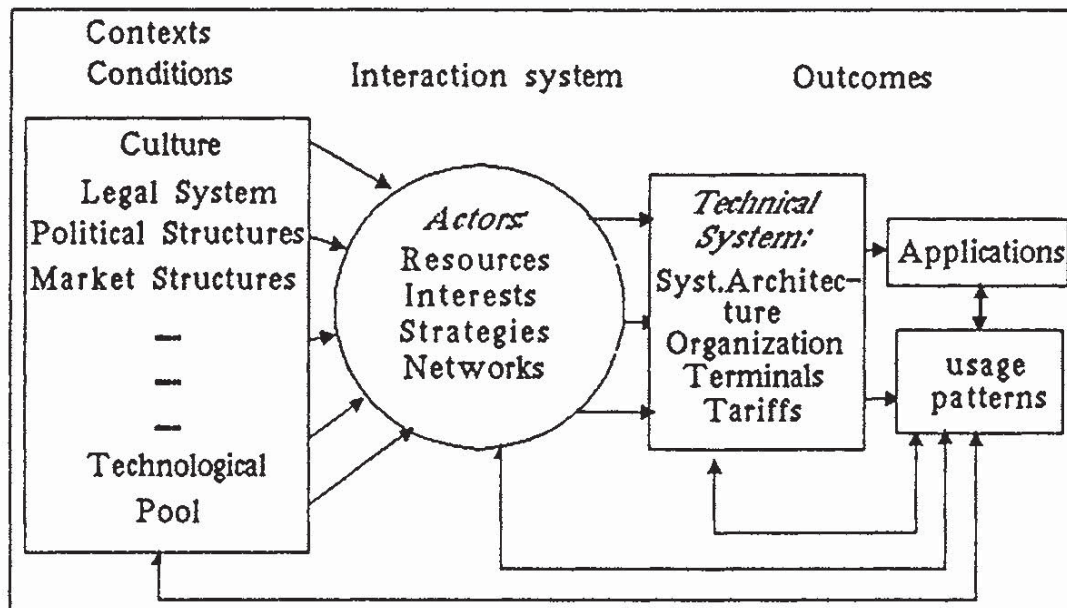 Contexts
Conditions
Interaction system
Outcomes
Culture
Legal System
Political Structures
Market Structures
—
—
—
Technological
Pool
Actors:
Resources
Interests
Strategies
Networks
Technical
System:
Syst.Architec-
ture
Organization
Terminals
Tariffs
Applications
usage
patterns